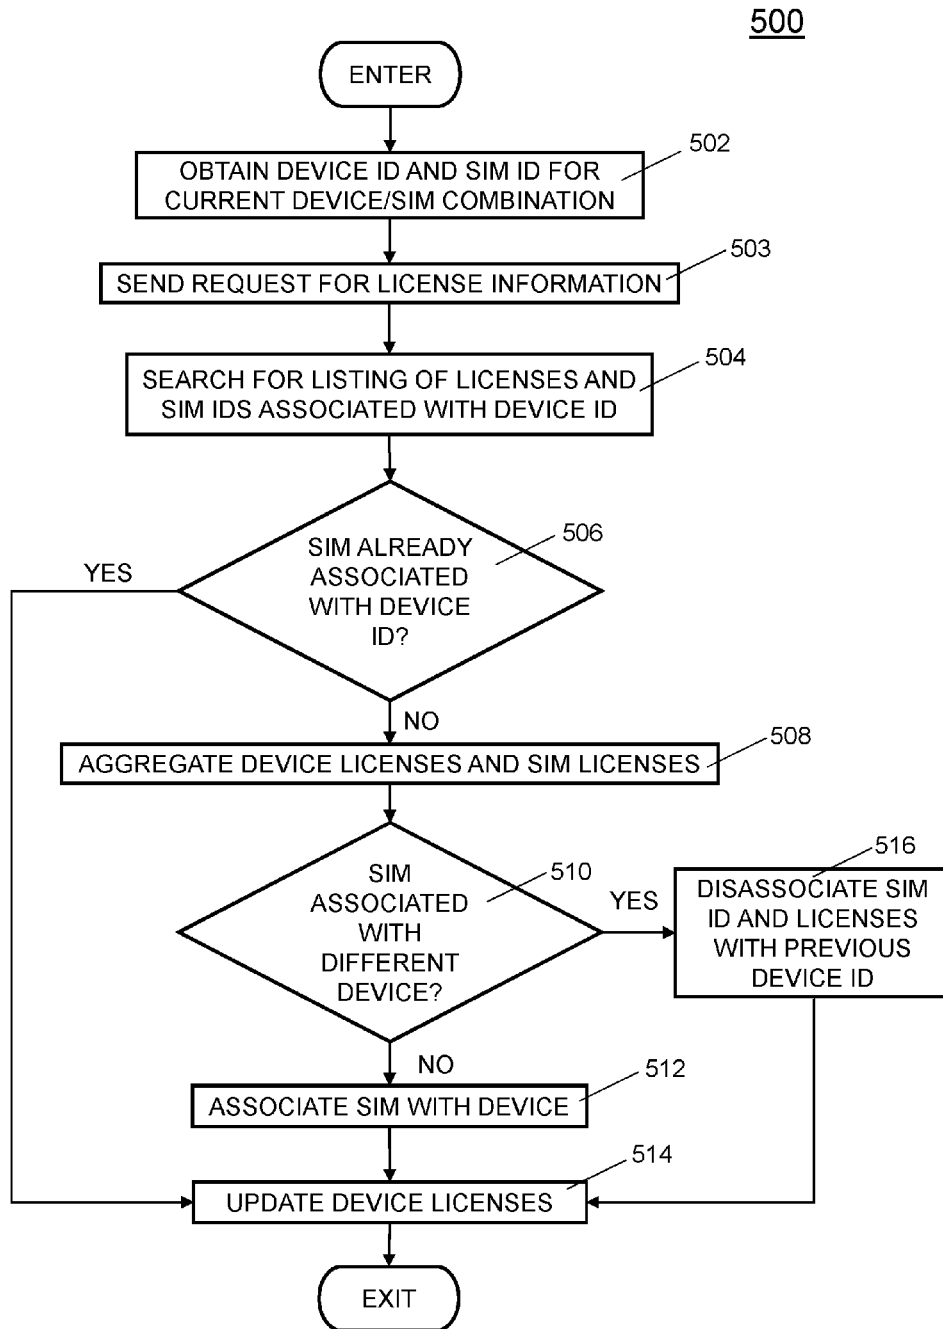 500
ENTER
502
OBTAIN DEVICE ID AND SIM ID FOR
CURRENT DEVICE/SIM COMBINATION
503
SEND REQUEST FOR LICENSE INFORMATION
504
SEARCH FOR LISTING OF LICENSES AND
SIM IDS ASSOCIATED WITH DEVICE ID
506
SIM ALREADY
ASSOCIATED
WITH DEVICE
ID?
YES
NO
508
AGGREGATE DEVICE LICENSES AND SIM LICENSES
510
SIM
ASSOCIATED
WITH
DIFFERENT
DEVICE?
YES
516
DISASSOCIATE SIM
ID AND LICENSES
WITH PREVIOUS
DEVICE ID
NO
512
ASSOCIATE SIM WITH DEVICE
514
UPDATE DEVICE LICENSES
EXIT